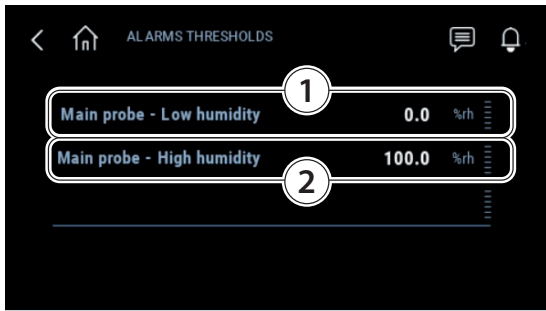 ALARMS THRESHOLDS
1
Main probe - Low humidity 0.0 %rh
Main probe - High humidity 100.0 %rh
2